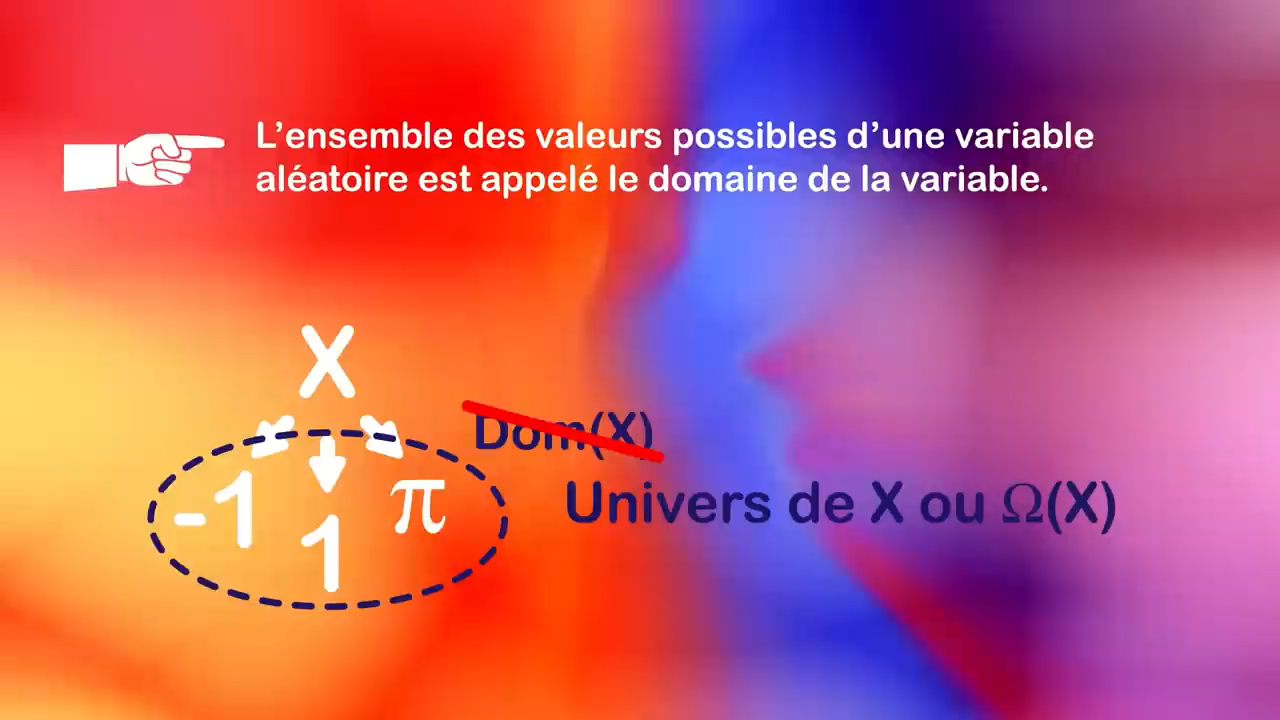 L’ensemble des valeurs possibles d’une variable
aléatoire est appelé le domaine de la variable.
X
Dom(X)
-1 1 π
Univers de X ou Ω(X)